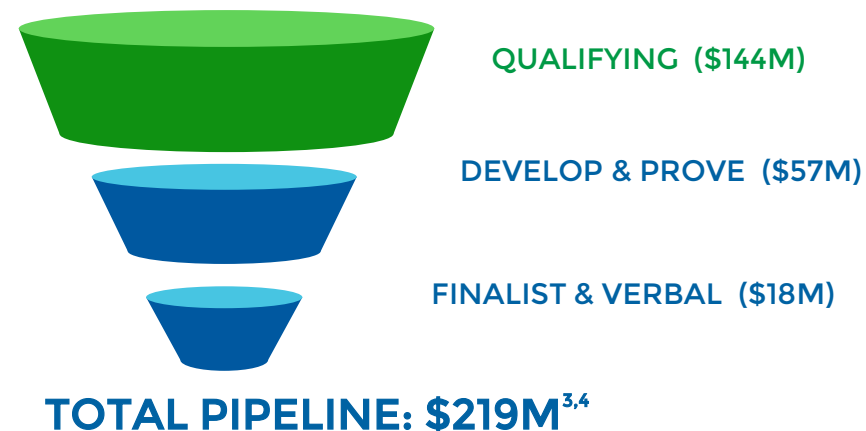 QUALIFYING ($144M)
DEVELOP & PROVE ($57M)
FINALIST & VERBAL ($18M)
TOTAL PIPELINE: $219M3,4